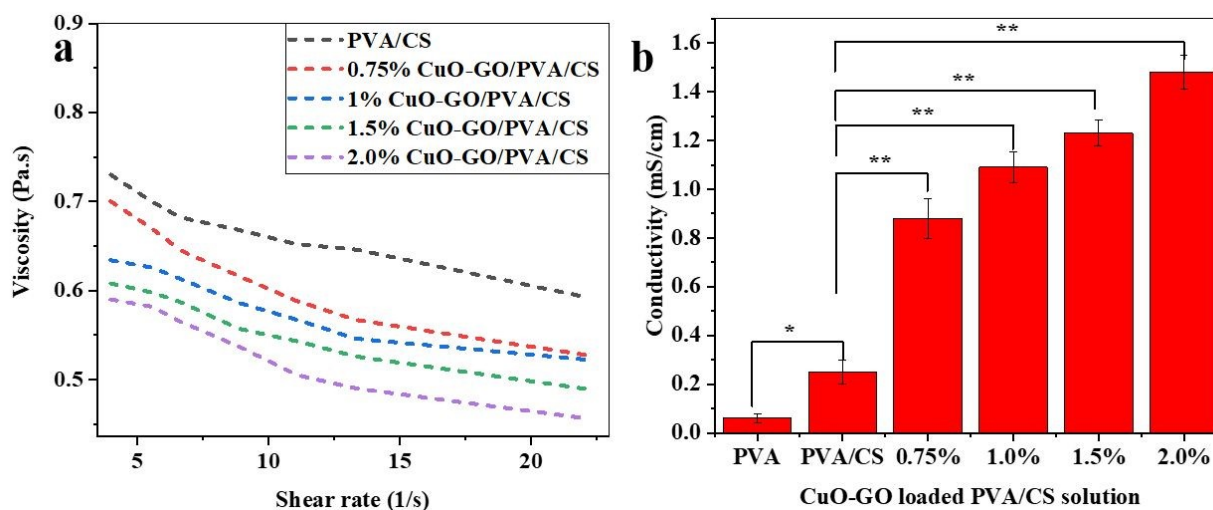 a
0.9
0.8
0.7
0.6
0.5
Viscosity (Pa.s)
PVA/CS
0.75% CuO-GO/PVA/CS
1% CuO-GO/PVA/CS
1.5% CuO-GO/PVA/CS
2.0% CuO-GO/PVA/CS
5 10 15 20
Shear rate (1/s)
b
1.6
1.4
1.2
1.0
0.8
0.6
0.4
0.2
0.0
Conductivity (mS/cm)
**
**
**
**
*
PVA PVA/CS 0.75% 1.0% 1.5% 2.0%
CuO-GO loaded PVA/CS solution